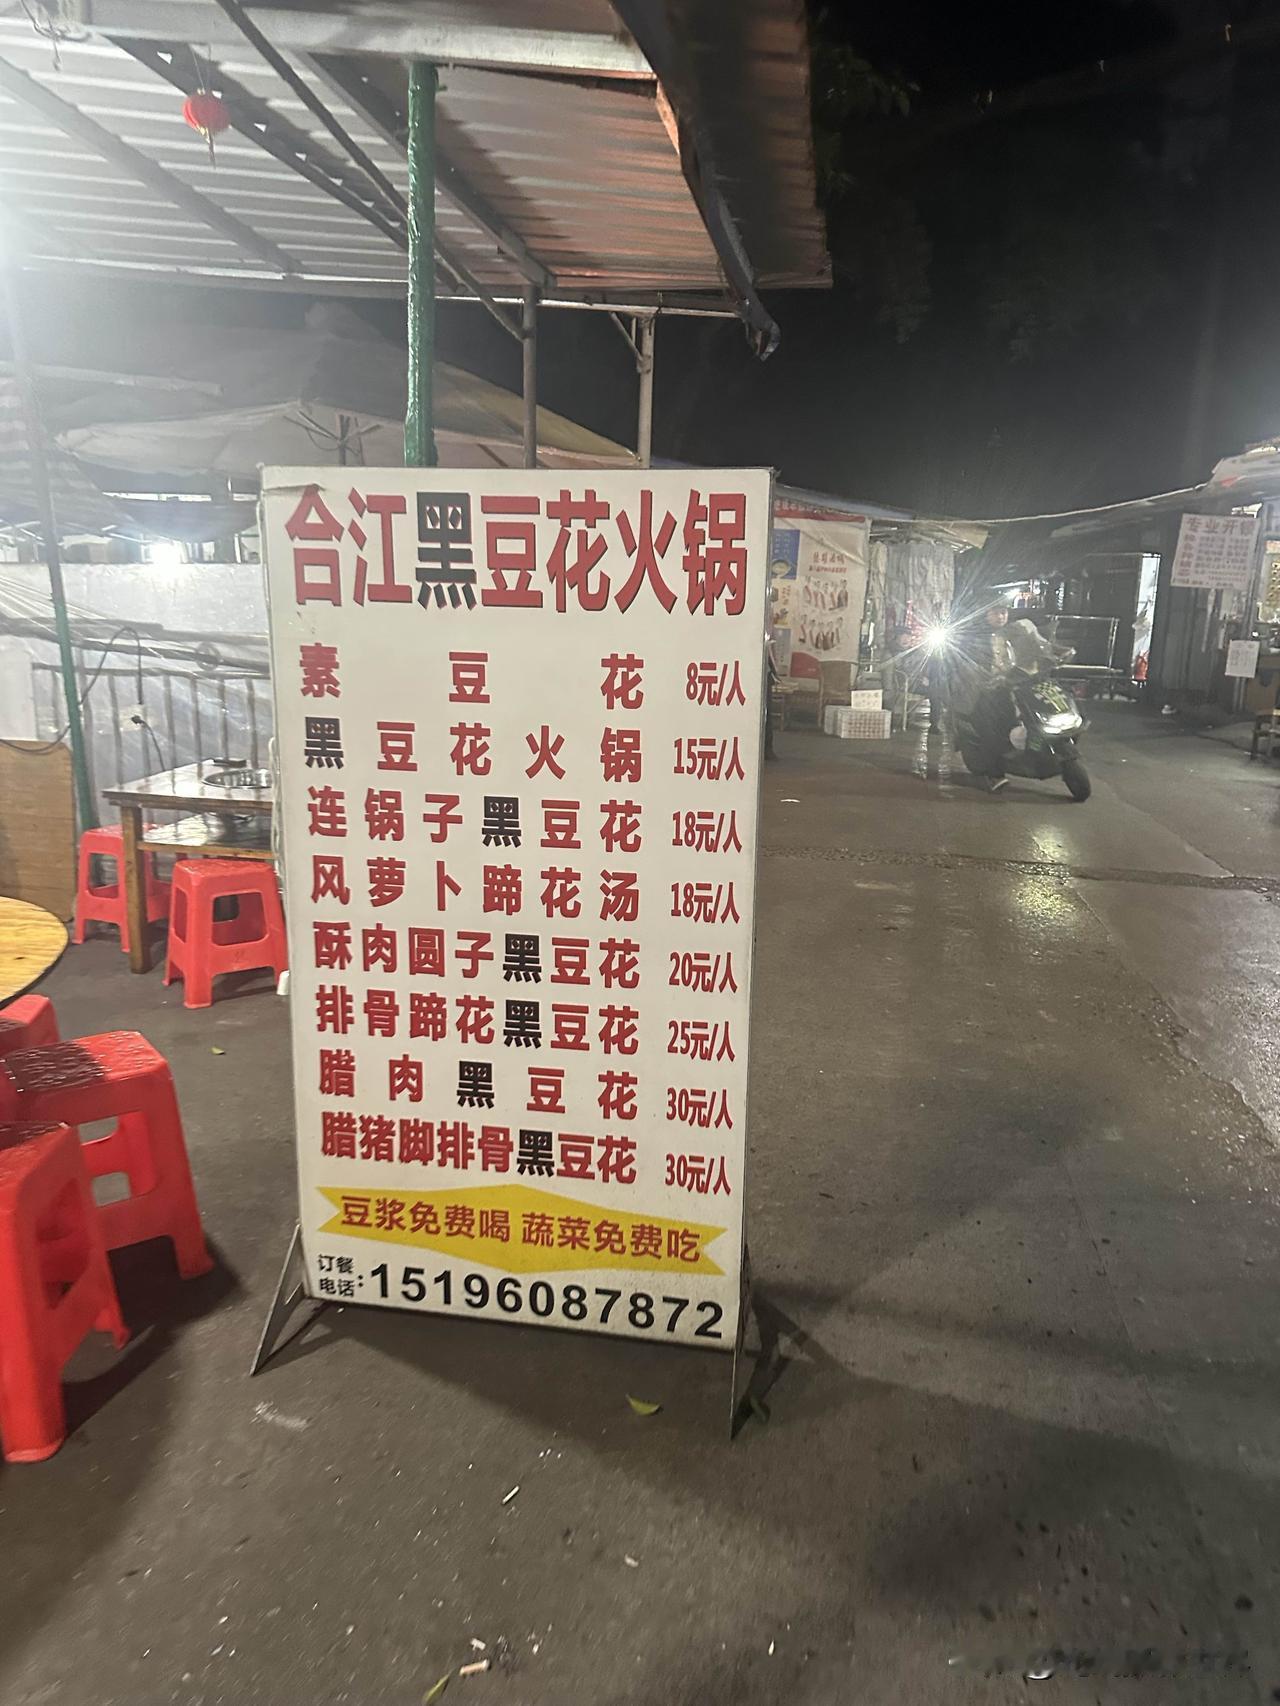 合江黑豆花火锅
素豆花 8元/人
黑豆花火锅 15元/人
连锅子黑豆花 18元/人
风萝卜蹄花汤 18元/人
酥肉圆子黑豆花 20元/人
排骨蹄花黑豆花 25元/人
腊肉黑豆花 30元/人
腊猪脚排骨黑豆花 30元/人
豆浆免费喝 蔬菜免费吃
订餐电话:15196087872
专业开锁